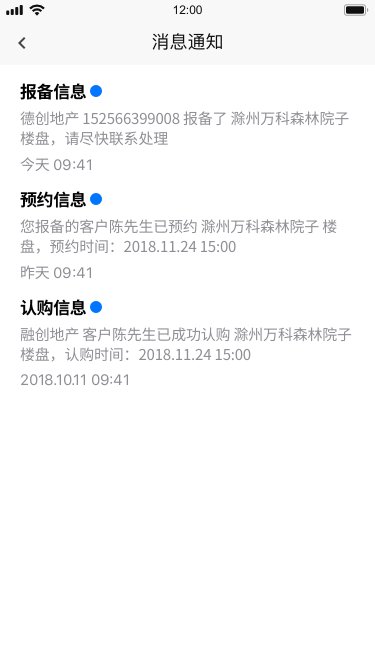 12:00
消息通知
报备信息
德创地产 152566399008 报备了 滁州万科森林院子
楼盘，请尽快联系处理
今天 09:41
预约信息
您报备的客户陈先生已预约 滁州万科森林院子 楼
盘，预约时间：2018.11.24 15:00
昨天 09:41
认购信息
融创地产 客户陈先生已成功认购 滁州万科森林院子
楼盘，认购时间：2018.11.24 15:00
2018.10.11 09:41